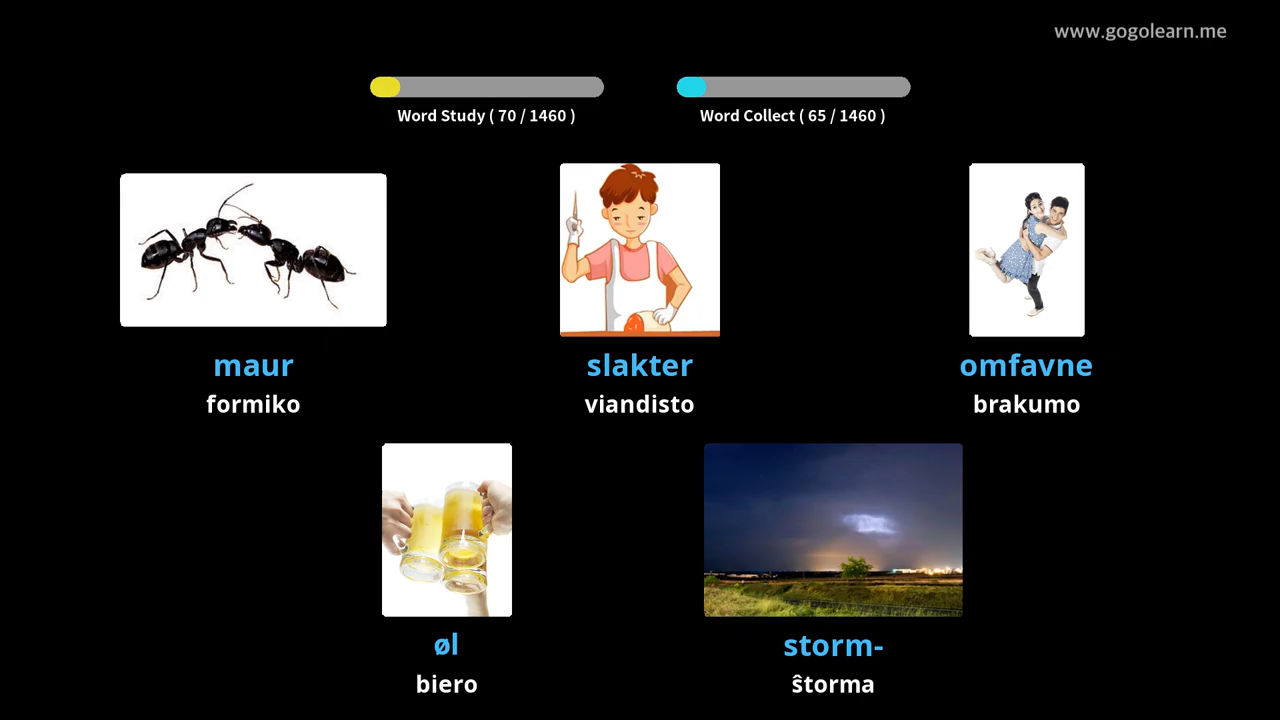 www.gogolearn.me
Word Study ( 70 / 1460 )
Word Collect ( 65 / 1460 )
maur
formiko
slakter
viandisto
omfavne
brakumo
øl
biero
storm-
ŝtorma